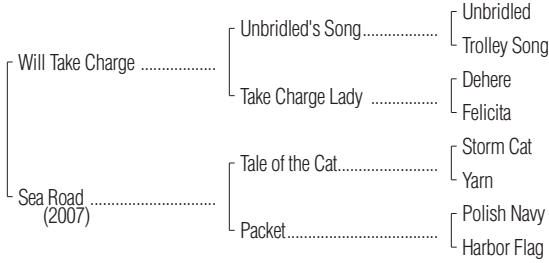 Unbridled
Unbridled's Song..................
Trolley Song
Will Take Charge ..................
Dehere
Take Charge Lady ................
Felicita
Storm Cat
Tale of the Cat........................
Yarn
Sea Road ..............................
(2007)
Polish Navy
Packet....................................
Harbor Flag